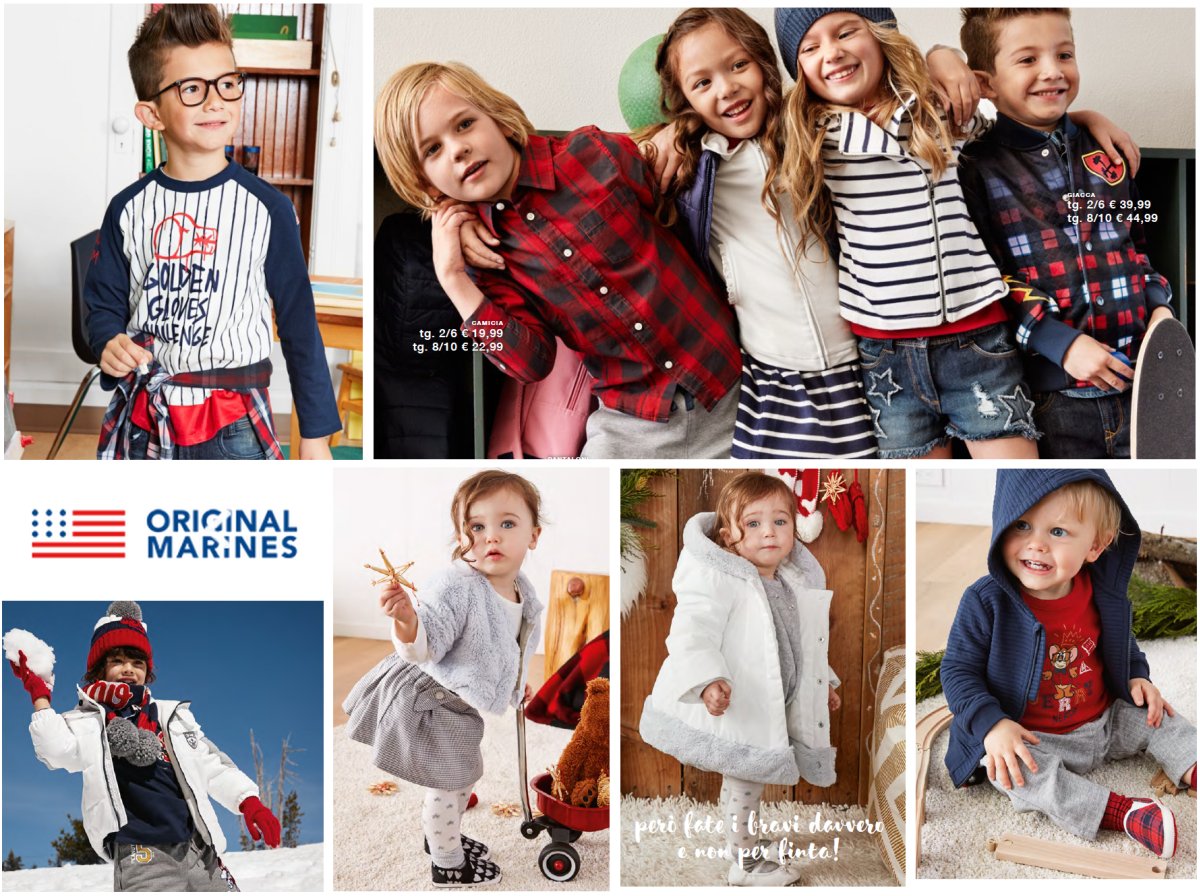 GOLDEN
GLOVES
GIACCA
tg. 2/6 € 39,99
tg. 8/10 € 44,99
CAMICIA
tg. 2/6 € 19,99
tg. 8/10 € 22,99
ORIGINAL
MARINES
però fate i bravi davvero
e non per finta!